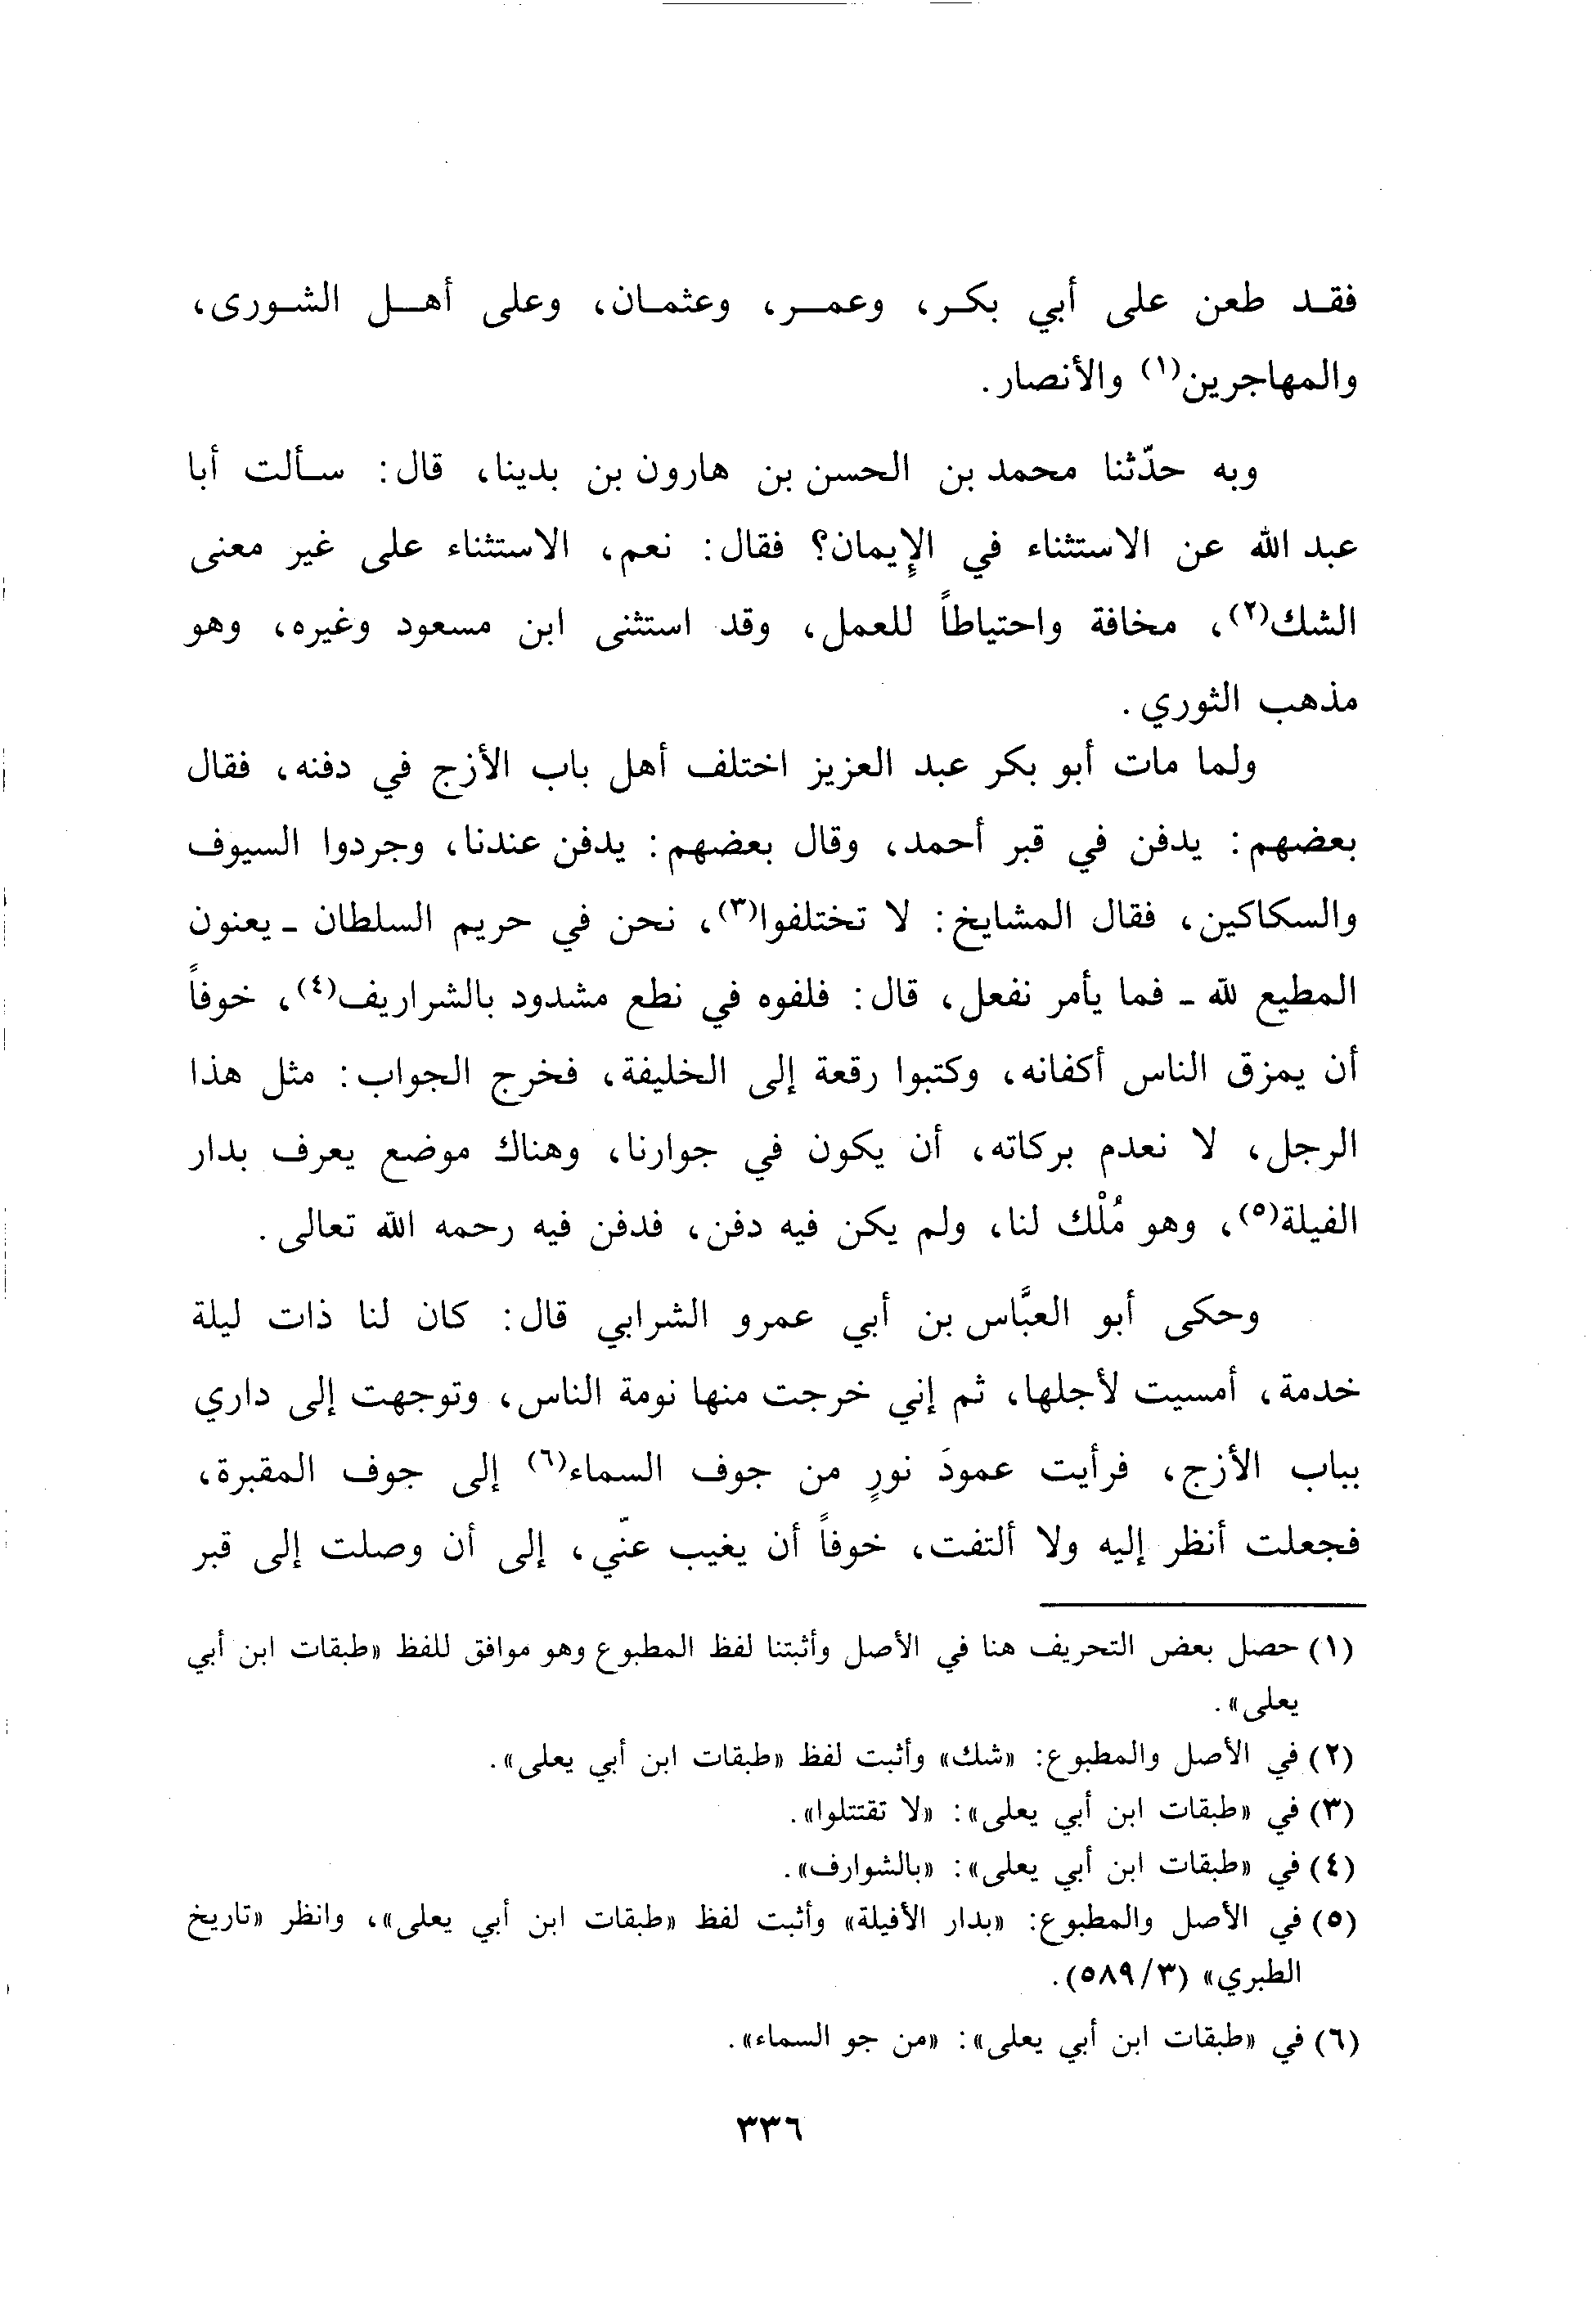 فقد طعن على أبي بكر، وعمر، وعثمان، وعلى أهل الشورى،
والمهاجرين(١) والأنصار.
وبه حدّثنا محمد بن الحسن بن هارون بن بدينا، قال: سألت أبا
عبد الله عن الاستثناء في الإيمان؟ فقال: نعم، الاستثناء على غير معنى
الشك(٢)، مخافة واحتياطاً للعمل، وقد استثنى ابن مسعود وغيره، وهو
مذهب الثوري.
ولما مات أبو بكر عبد العزيز اختلف أهل باب الأزج في دفنه، فقال
بعضهم: يدفن في قبر أحمد، وقال بعضهم: يدفن عندنا، وجردوا السيوف
والسكاكين، فقال المشايخ: لا تختلفوا(٣)، نحن في حريم السلطان - يعنون
المطيع لله - فما يأمر نفعل، قال: فلفوه في نطع مشدود بالشراريف(٤)، خوفاً
أن يمزق الناس أكفانه، وكتبوا رقعة إلى الخليفة، فخرج الجواب: مثل هذا
الرجل، لا نعدم بركاته، أن يكون في جوارنا، وهناك موضع يعرف بدار
الفيلة(٥)، وهو مُلْك لنا، ولم يكن فيه دفن، فدفن فيه رحمه الله تعالى.
وحكى أبو العبَّاس بن أبي عمرو الشرابي قال: كان لنا ذات ليلة
خدمة، أمسيت لأجلها، ثم إني خرجت منها نومة الناس، وتوجهت إلى داري
بباب الأزج، فرأيت عمودَ نورٍ من جوف السماء(٦) إلى جوف المقبرة،
فجعلت أنظر إليه ولا ألتفت، خوفاً أن يغيب عنّي، إلى أن وصلت إلى قبر
(١) حصل بعض التحريف هنا في الأصل وأثبتنا لفظ المطبوع وهو موافق للفظ «طبقات ابن أبي
يعلى».
(٢) في الأصل والمطبوع: «شك» وأثبت لفظ «طبقات ابن أبي يعلى».
(٣) في «طبقات ابن أبي يعلى»: «لا تقتتلوا».
(٤) في «طبقات ابن أبي يعلى»: «بالشوارف».
(٥) في الأصل والمطبوع: «بدار الأفيلة» وأثبت لفظ «طبقات ابن أبي يعلى»، وانظر «تاريخ
الطبري» (٣/٥٨٩).
(٦) في «طبقات ابن أبي يعلى»: «من جو السماء».
٣٣٦